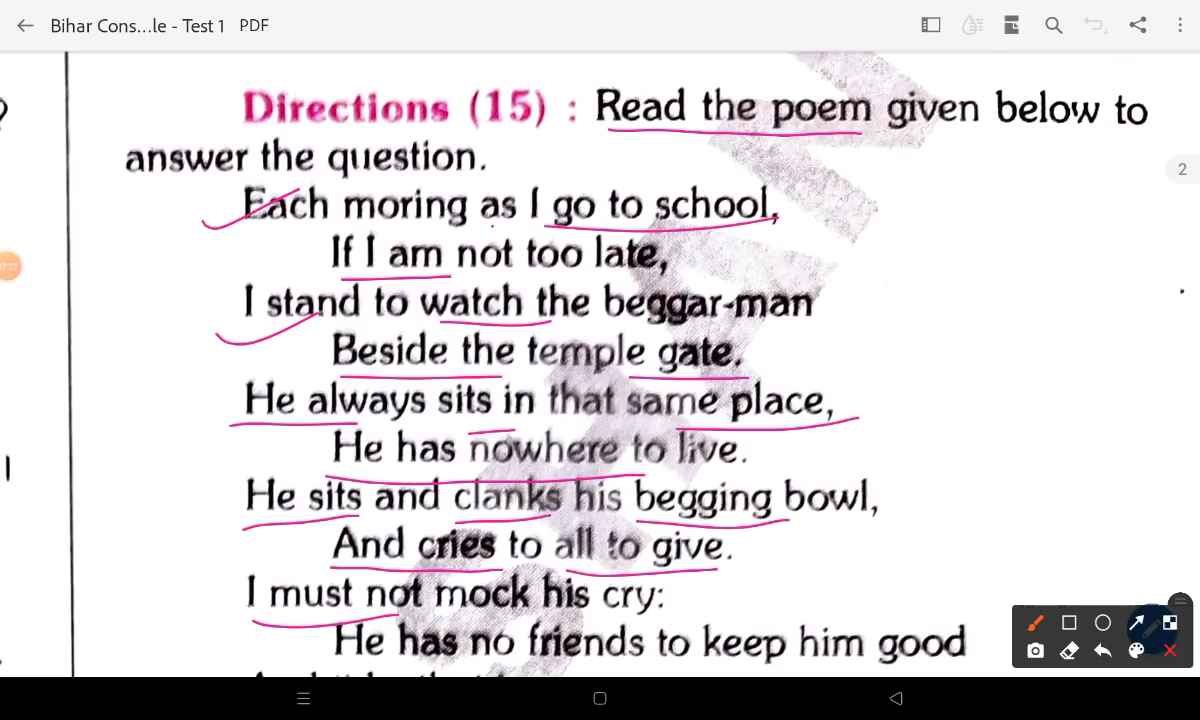 Bihar Cons...le - Test 1 PDF
Directions (15) : Read the poem given below to
answer the question.
2
Each moring as I go to school,
If I am not too late,
I stand to watch the beggar-man
Beside the temple gate.
He always sits in that same place,
He has nowhere to live.
He sits and clanks his begging bowl,
And cries to all to give.
I must not mock his cry:
He has no friends to keep him good